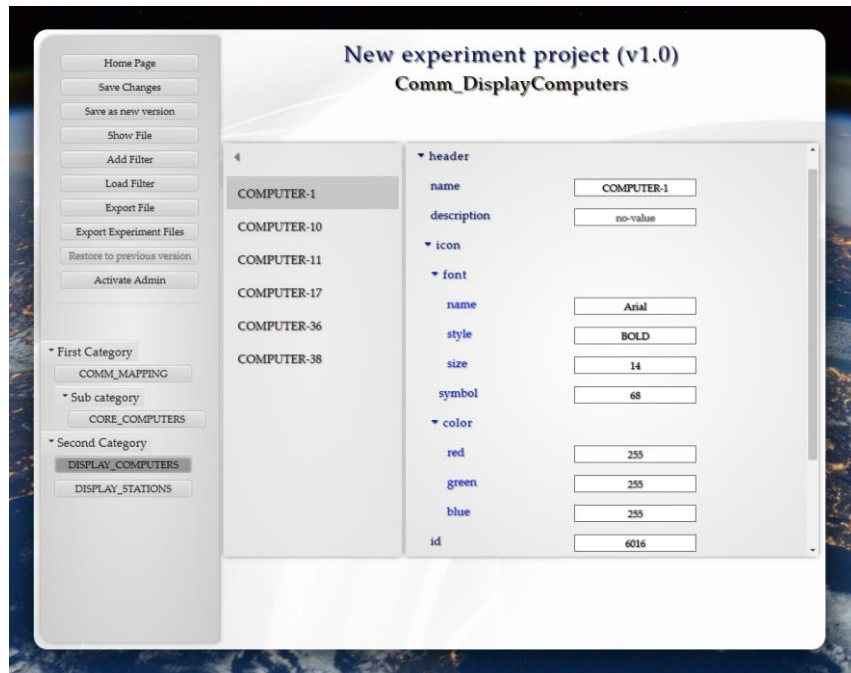 New experiment project (v1.0)
Comm_DisplayComputers
Home Page
Save Changes
Save as new version
Show File
Add Filter
Load Filter
Export File
Export Experiment Files
Restore to previous version
Activate Admin
First Category
COMM_MAPPING
Sub category
CORE_COMPUTERS
Second Category
DISPLAY_COMPUTERS
DISPLAY_STATIONS
COMPUTER-1
COMPUTER-10
COMPUTER-11
COMPUTER-17
COMPUTER-36
COMPUTER-38
header
name COMPUTER-1
description no-value
icon
font
name Arial
style BOLD
size 14
symbol 68
color
red 255
green 255
blue 255
id 6016